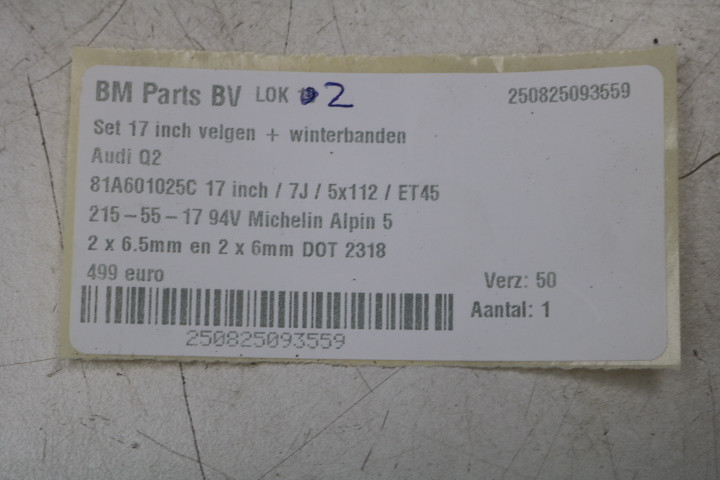 BM Parts BV LOK 2 250825093559
Set 17 inch velgen + winterbanden
Audi Q2
81A601025C 17 inch / 7J / 5x112 / ET45
215-55-17 94V Michelin Alpin 5
2 x 6.5mm en 2 x 6mm DOT 2318
499 euro Verz: 50
Aantal: 1
250825093559